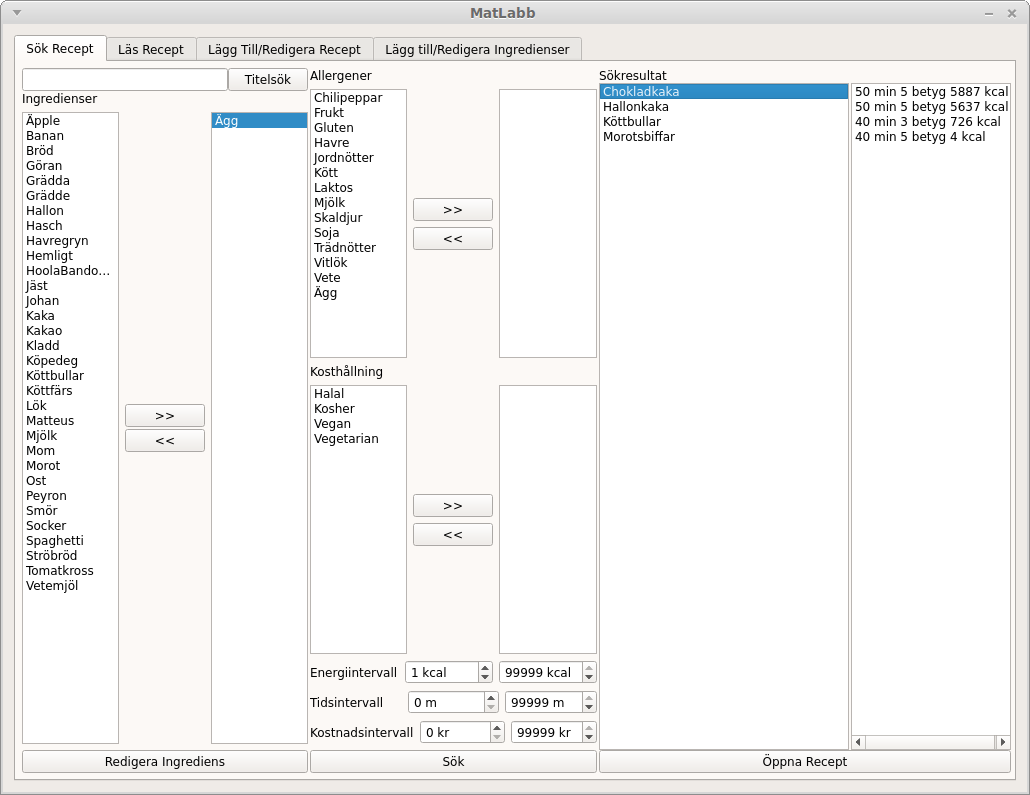 MatLabb
Sök Recept
Läs Recept
Lägg Till/Redigera Recept
Lägg till/Redigera Ingredienser
Titelsök
Ingredienser
Äpple
Banan
Bröd
Göran
Grädda
Grädde
Hallon
Hasch
Havregryn
Hemligt
HoolaBando...
Jäst
Johan
Kaka
Kakao
Kladd
Köpedeg
Köttbullar
Köttfärs
Lök
Matteus
Mjölk
Mom
Morot
Ost
Peyron
Smör
Socker
Spaghetti
Ströbröd
Tomatkross
Vetemjöl
>>
<<
Ägg
Redigera Ingrediens
Allergener
Chilipeppar
Frukt
Gluten
Havre
Jordnötter
Kött
Laktos
Mjölk
Skaldjur
Soja
Trädnötter
Vitlök
Vete
Ägg
>>
<<
Kosthållning
Halal
Kosher
Vegan
Vegetarian
>>
<<
Energiintervall 1 kcal 99999 kcal
Tidsintervall 0 m 99999 m
Kostnadsintervall 0 kr 99999 kr
Sök
Sökresultat
Chokladkaka 50 min 5 betyg 5887 kcal
Hallonkaka 50 min 5 betyg 5637 kcal
Köttbullar 40 min 3 betyg 726 kcal
Morotsbiffar 40 min 5 betyg 4 kcal
Öppna Recept